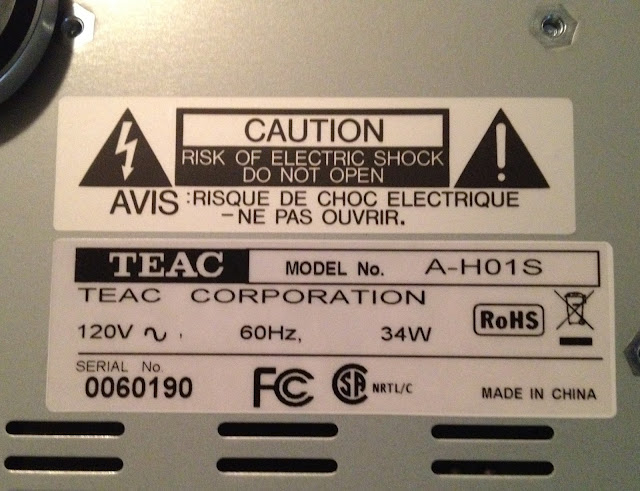 CAUTION
RISK OF ELECTRIC SHOCK
DO NOT OPEN
AVIS :RISQUE DE CHOC ELECTRIQUE
–NE PAS OUVRIR.
TEAC MODEL No. A-H01S
TEAC CORPORATION
RoHS
120V ∿ , 60Hz, 34W
SERIAL No.
0060190
FC SA NRTL/C
MADE IN CHINA